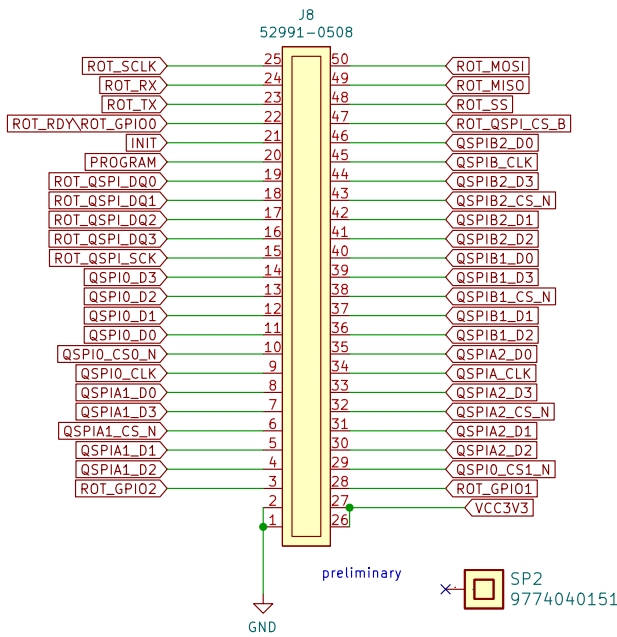 J8
52991-0508
ROT_SCLK 25 50 ROT_MOSI
ROT_RX 24 49 ROT_MISO
ROT_TX 23 48 ROT_SS
ROT_RDY\ROT_GPIO0 22 47 ROT_QSPI_CS_B
INIT 21 46 QSPIB2_D0
PROGRAM 20 45 QSPIB_CLK
ROT_QSPI_DQ0 19 44 QSPIB2_D3
ROT_QSPI_DQ1 18 43 QSPIB2_CS_N
ROT_QSPI_DQ2 17 42 QSPIB2_D1
ROT_QSPI_DQ3 16 41 QSPIB2_D2
ROT_QSPI_SCK 15 40 QSPIB1_D0
QSPI0_D3 14 39 QSPIB1_D3
QSPI0_D2 13 38 QSPIB1_CS_N
QSPI0_D1 12 37 QSPIB1_D1
QSPI0_D0 11 36 QSPIB1_D2
QSPI0_CS0_N 10 35 QSPIA2_D0
QSPI0_CLK 9 34 QSPIA_CLK
QSPIA1_D0 8 33 QSPIA2_D3
QSPIA1_D3 7 32 QSPIA2_CS_N
QSPIA1_CS_N 6 31 QSPIA2_D1
QSPIA1_D1 5 30 QSPIA2_D2
QSPIA1_D2 4 29 QSPI0_CS1_N
ROT_GPIO2 3 28 ROT_GPIO1
2 27 VCC3V3
1 26
preliminary
SP2
9774040151
GND